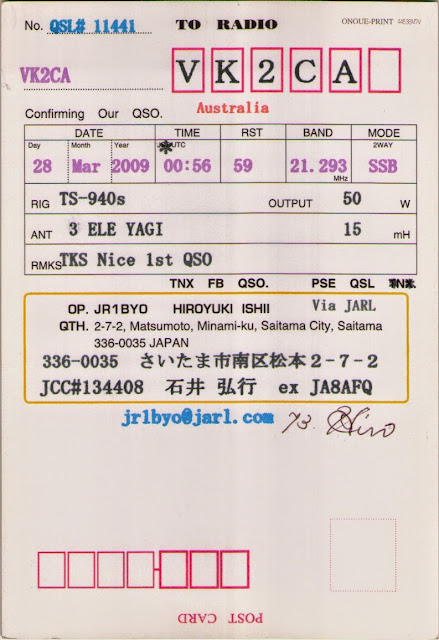 No. QSL# 11441 TO RADIO ONOUE-PRINT
VK2CA VK2CA
Australia
Confirming Our QSO.
DATE TIME RST BAND MODE
Day Month Year UTC 2WAY
28 Mar 2009 00:56 59 21.293 SSB
MHz
RIG TS-940s OUTPUT 50 W
ANT 3 ELE YAGI 15 mH
RMKS TKS Nice 1st QSO
TNX FB QSO. PSE QSL TNX.
OP. JR1BYO HIROYUKI ISHII Via JARL
QTH. 2-7-2, Matsumoto, Minami-ku, Saitama City, Saitama
336-0035 JAPAN
336-0035 さいたま市南区松本2-7-2
JCC#134408 石井 弘行 ex JA8AFQ
jr1byo@jarl.com 73. Hiro
POST CARD